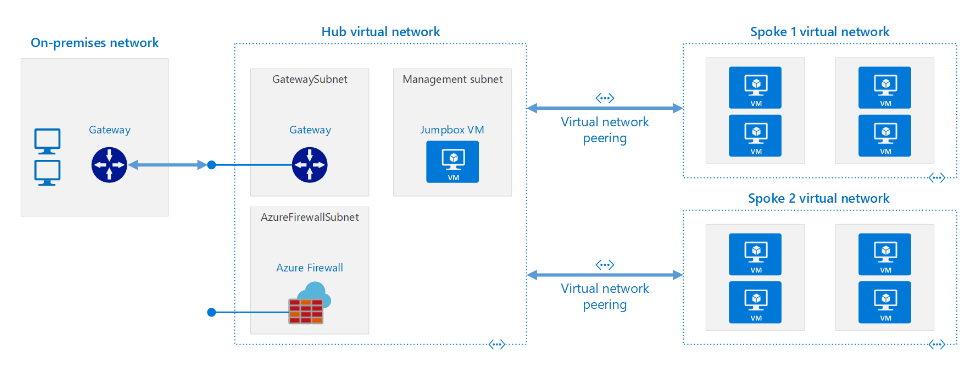 On-premises network
Gateway
Hub virtual network
GatewaySubnet
Gateway
Management subnet
Jumpbox VM
VM
AzureFirewallSubnet
Azure Firewall
Virtual network
peering
Virtual network
peering
Spoke 1 virtual network
VM
VM
VM
VM
Spoke 2 virtual network
VM
VM
VM
VM